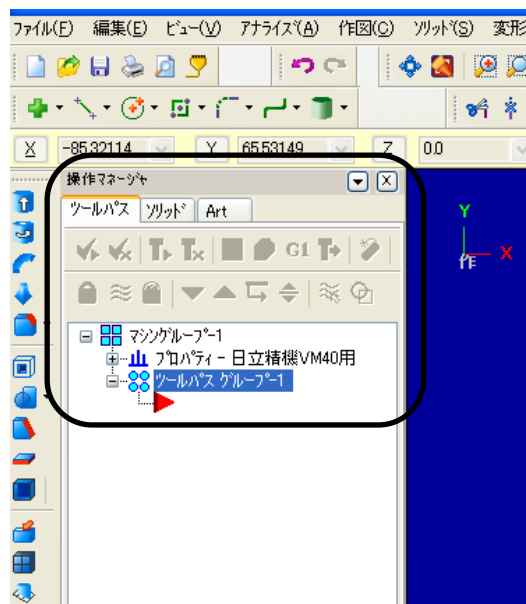 ファイル(F) 編集(E) ビュー(V) アナライズ(A) 作図(C) ソリッド(S) 変形
X -85.32114 Y 65.53149 Z 0.0
操作マネージャ
ツールパス ソリッド Art
G1
マシングループ-1
プロパティ - 日立精機VM40用
ツールパス グループ-1
Y
X
作